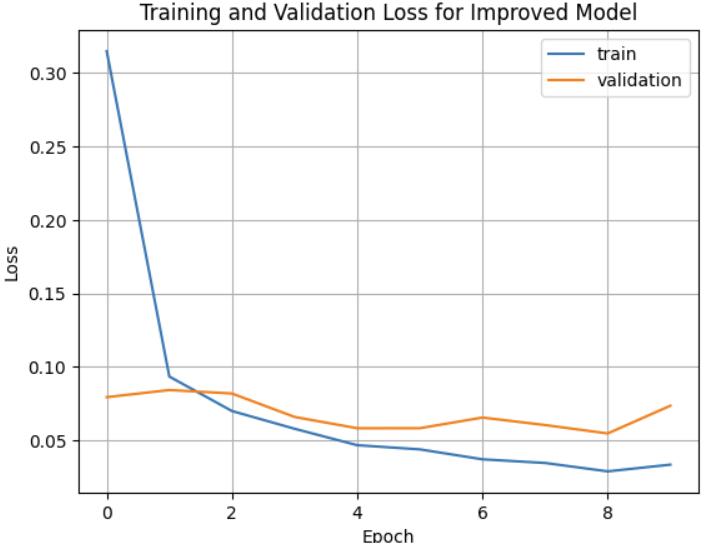 Training and Validation Loss for Improved Model
train
validation
0.30
0.25
0.20
0.15
0.10
0.05
Loss
0 2 4 6 8
Epoch